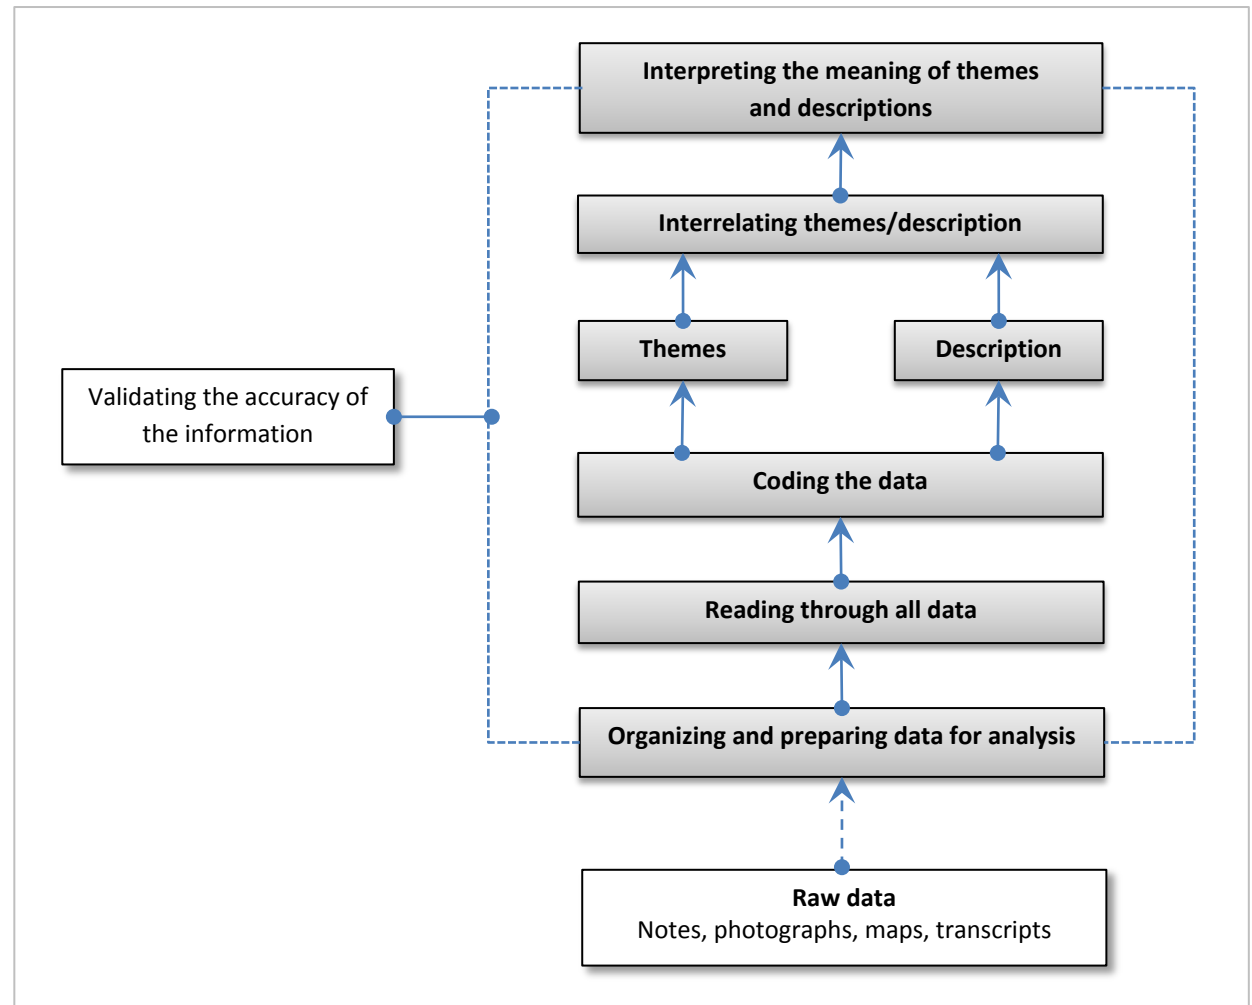 Interpreting the meaning of themes
and descriptions
Interrelating themes/description
Themes
Description
Validating the accuracy of
the information
Coding the data
Reading through all data
Organizing and preparing data for analysis
Raw data
Notes, photographs, maps, transcripts